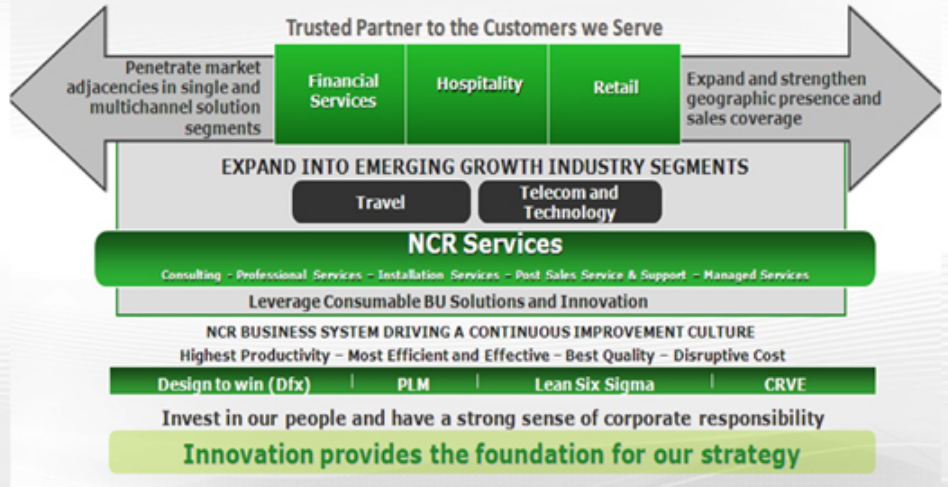 Trusted Partner to the Customers we Serve
Penetrate market
adjacencies in single and
multichannel solution
segments
Financial
Services
Hospitality
Retail
Expand and strengthen
geographic presence and
sales coverage
EXPAND INTO EMERGING GROWTH INDUSTRY SEGMENTS
Travel
Telecom and
Technology
NCR Services
Consulting - Professional Services – Installation Services – Post Sales Service & Support – Managed Services
Leverage Consumable BU Solutions and Innovation
NCR BUSINESS SYSTEM DRIVING A CONTINUOUS IMPROVEMENT CULTURE
Highest Productivity – Most Efficient and Effective – Best Quality – Disruptive Cost
Design to win (Dfx) | PLM | Lean Six Sigma | CRVE
Invest in our people and have a strong sense of corporate responsibility
Innovation provides the foundation for our strategy